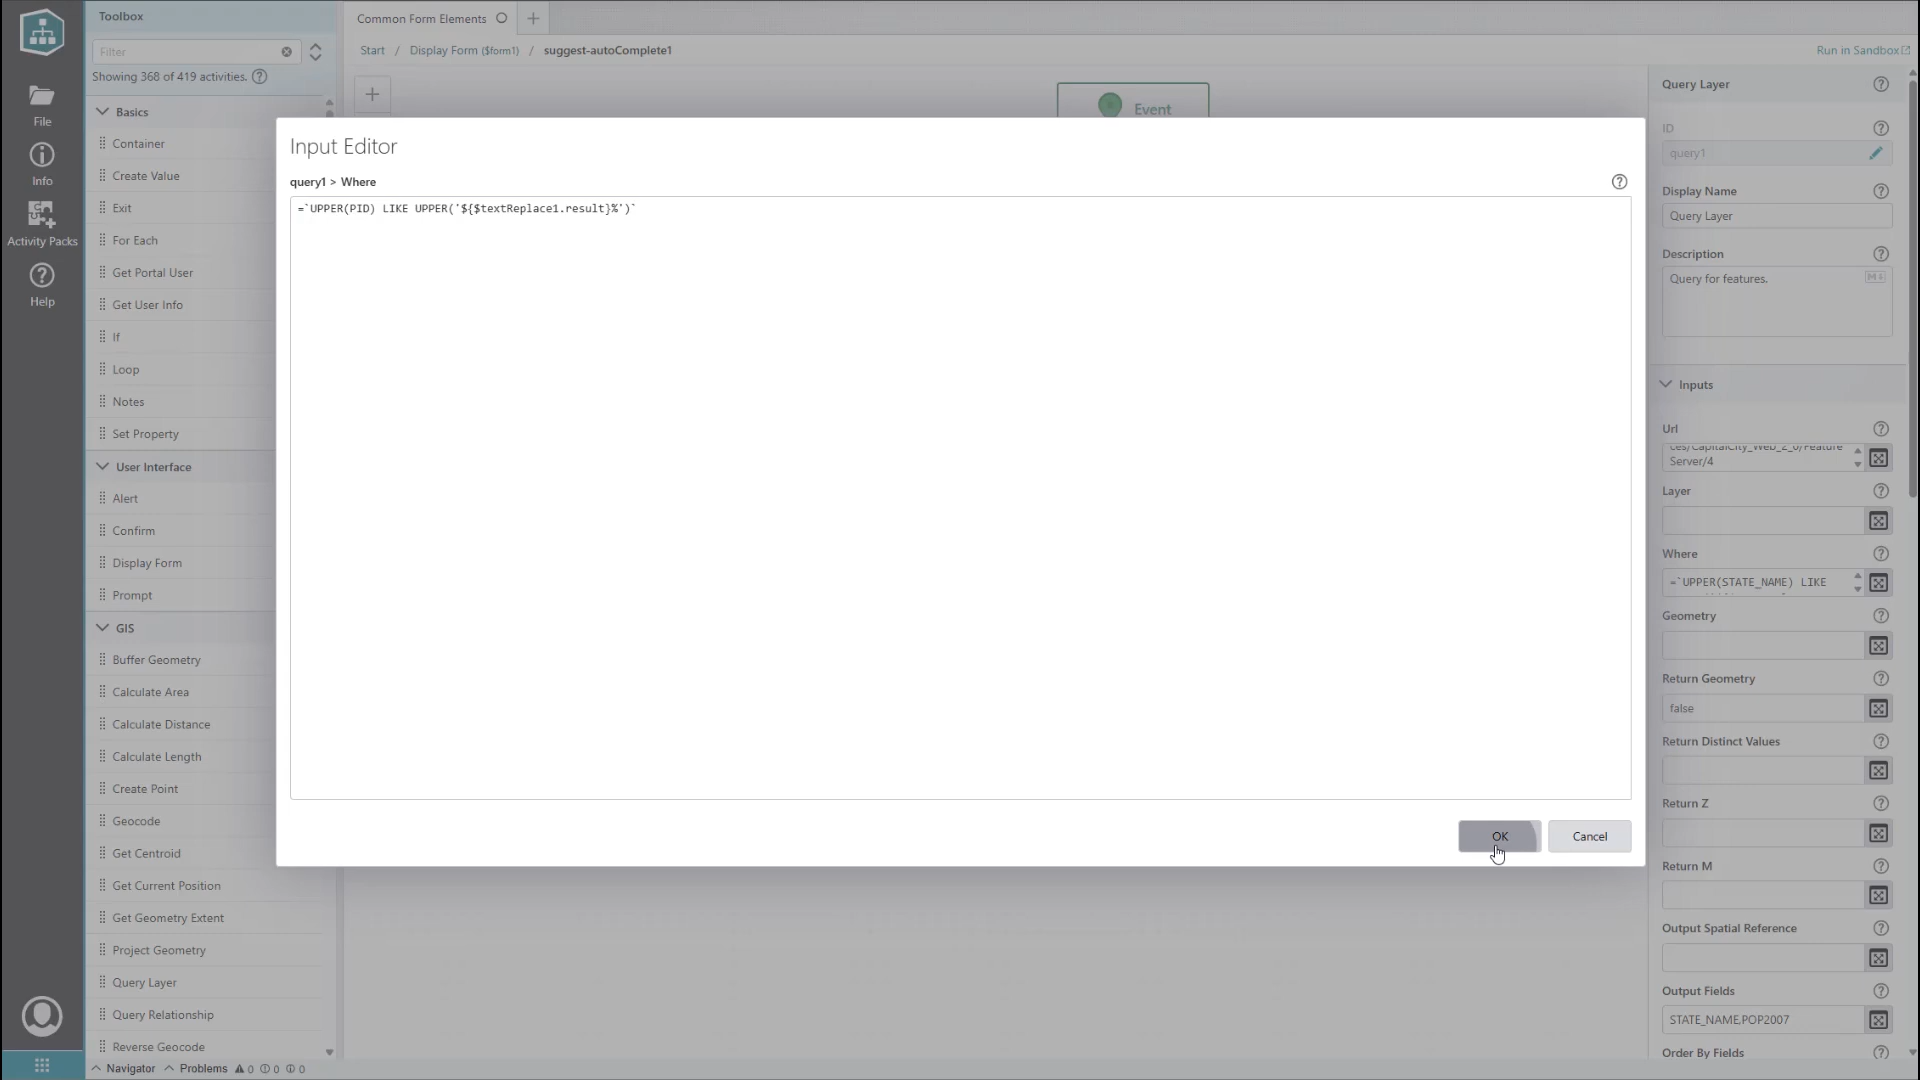 Toolbox
Filter
Showing 368 of 419 activities.
Basics
Container
Create Value
Exit
For Each
Get Portal User
Get User Info
If
Loop
Notes
Set Property
User Interface
Alert
Confirm
Display Form
Prompt
GIS
Buffer Geometry
Calculate Area
Calculate Distance
Calculate Length
Create Point
Geocode
Get Centroid
Get Current Position
Get Geometry Extent
Project Geometry
Query Layer
Query Relationship
Reverse Geocode
File
Info
Activity Packs
Help
Navigator Problems 0 0 0
Common Form Elements
Start / Display Form ($form1) / suggest-autoComplete1
Run in Sandbox
Event
Input Editor
query1 > Where
=`UPPER(PID) LIKE UPPER('${$textReplace1.result}%')`
OK
Cancel
Query Layer
ID
query1
Display Name
Query Layer
Description
Query for features.
Inputs
Url
ces/CapitalCity_Web_2_0/Feature
Server/4
Layer
Where
=`UPPER(STATE_NAME) LIKE
Geometry
Return Geometry
false
Return Distinct Values
Return Z
Return M
Output Spatial Reference
Output Fields
STATE_NAME,POP2007
Order By Fields